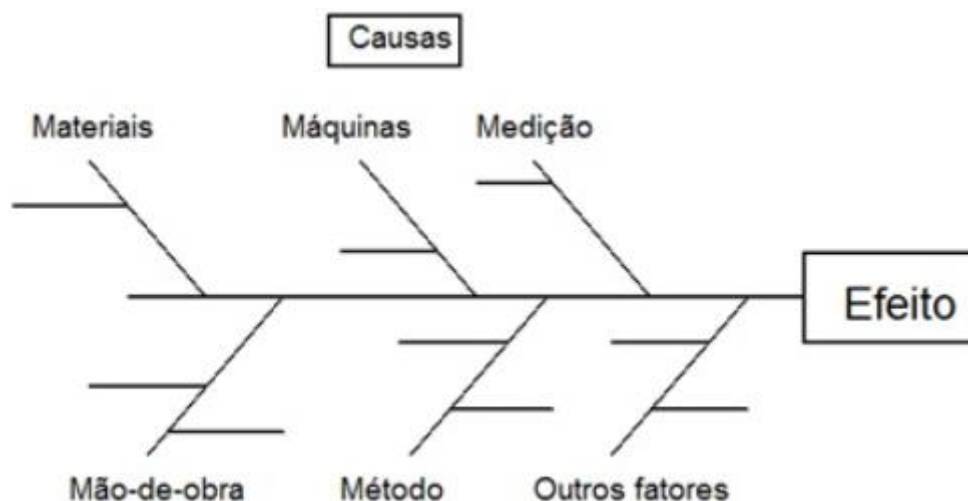 Causas
Materiais
Máquinas
Medição
Efeito
Mão-de-obra
Método
Outros fatores